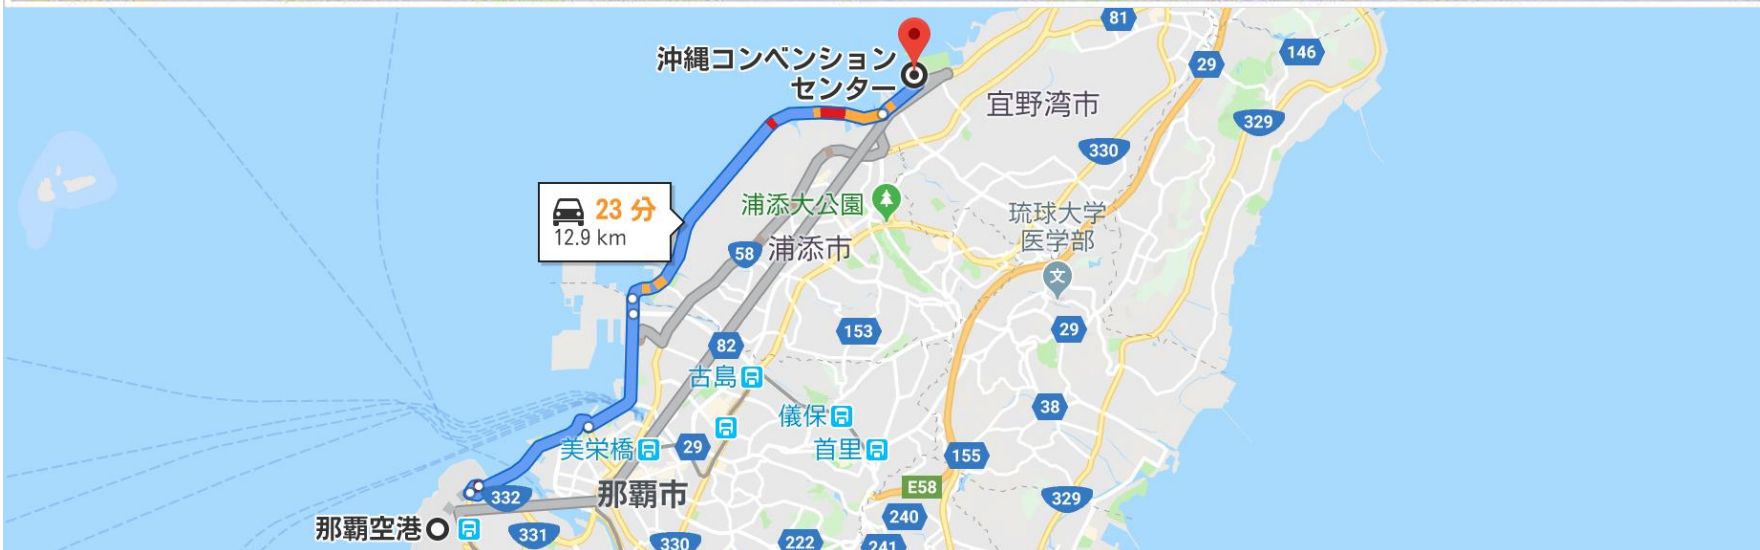 81
沖縄コンベンション
センター
146
29
宜野湾市
329
330
浦添大公園
琉球大学
医学部
23 分
12.9 km
58
浦添市
文
153
29
82
古島
38
儀保
美栄橋
29
首里
155
332
那覇市
E58
329
那覇空港
331
240
330
222
241